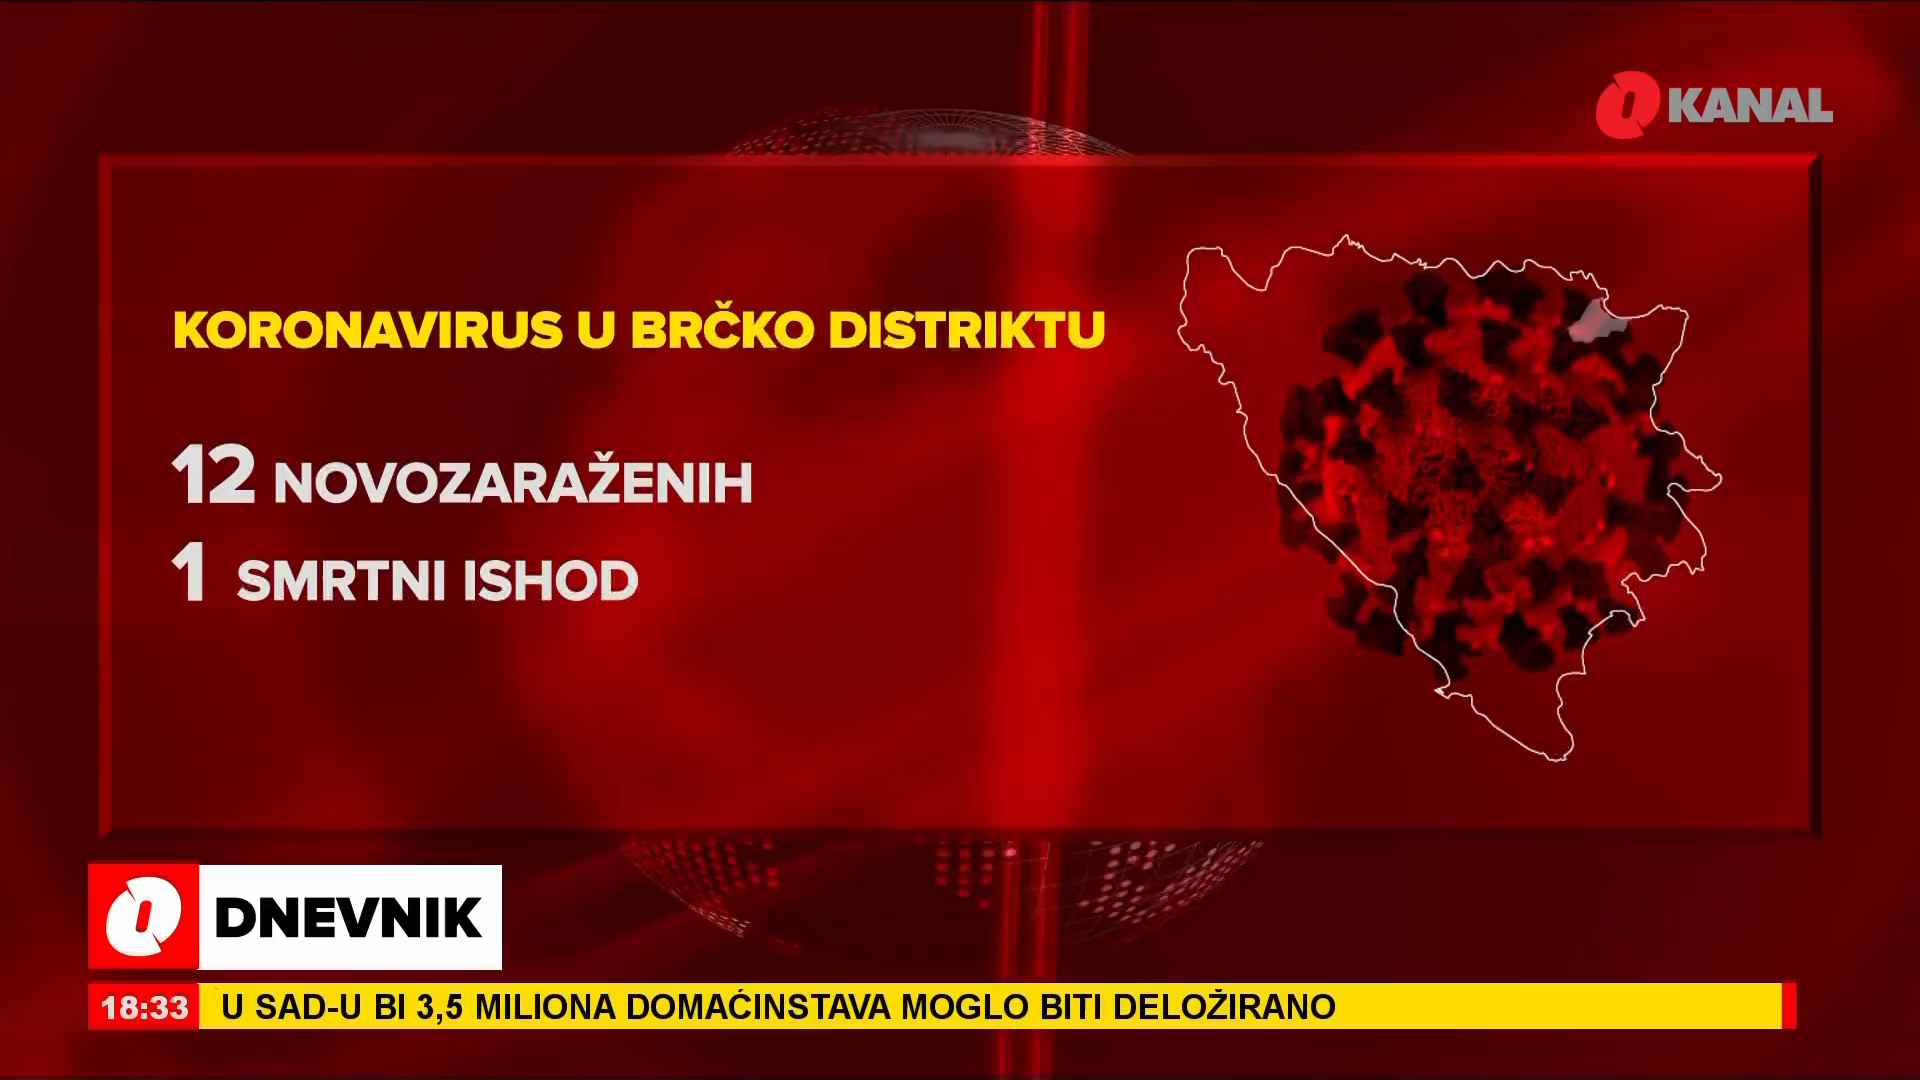 O KANAL
KORONAVIRUS U BRČKO DISTRIKTU
12 NOVOZARAŽENIH
1 SMRTNI ISHOD
O DNEVNIK
18:33 U SAD-U BI 3,5 MILIONA DOMAĆINSTAVA MOGLO BITI DELOŽIRANO